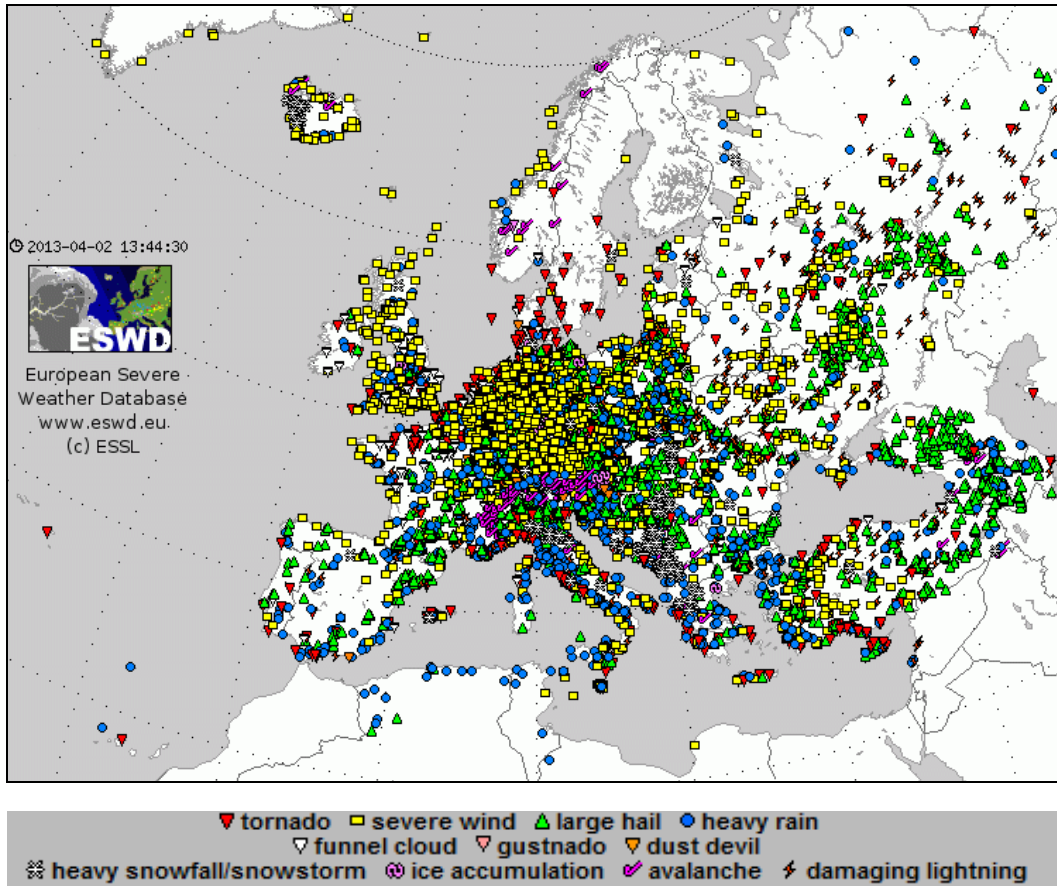 2013-04-02 13:44:30
ESWD
European Severe
Weather Database
www.eswd.eu
(c) ESSL
tornado severe wind large hail heavy rain
funnel cloud gustnado dust devil
heavy snowfall/snowstorm ice accumulation avalanche damaging lightning